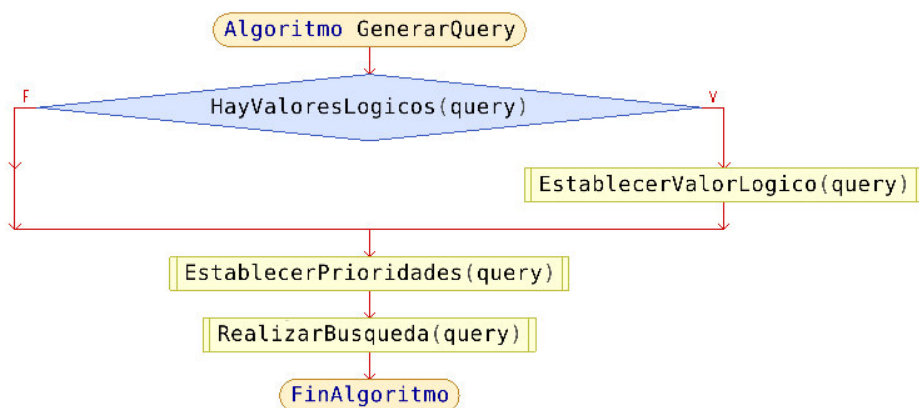 Algoritmo GenerarQuery
F
HayValoresLogicos(query)
V
EstablecerValorLogico(query)
EstablecerPrioridades(query)
RealizarBusqueda(query)
FinAlgoritmo